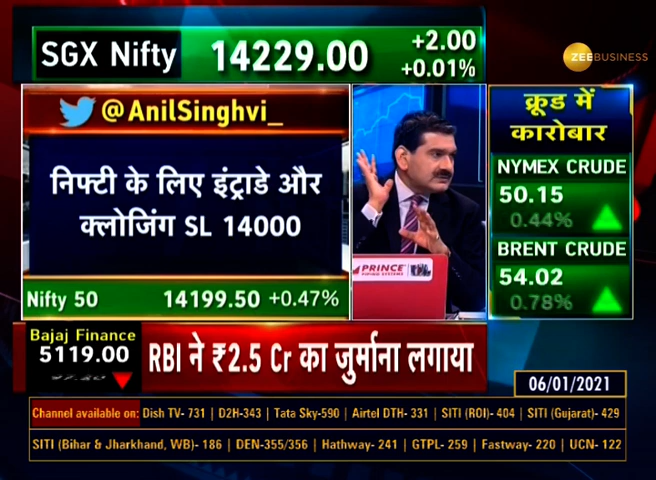 SGX Nifty 14229.00 +2.00
+0.01%
ZEEBUSINESS
@AnilSinghvi_
निफ्टी के लिए इंट्राडे और
क्लोजिंग SL 14000
Nifty 50 14199.50 +0.47%
PRINCE
PIPING SYSTEMS
क्रूड में
कारोबार
NYMEX CRUDE
50.15
0.44%
BRENT CRUDE
54.02
0.78%
Bajaj Finance
5119.00
RBI ने ₹2.5 Cr का जुर्माना लगाया
06/01/2021
Channel available on: Dish TV- 731 | D2H-343 | Tata Sky-590 | Airtel DTH- 331 | SITI (ROI)- 404 | SITI (Gujarat)- 429
SITI (Bihar & Jharkhand, WB)- 186 | DEN-355/356 | Hathway- 241 | GTPL- 259 | Fastway- 220 | UCN- 122